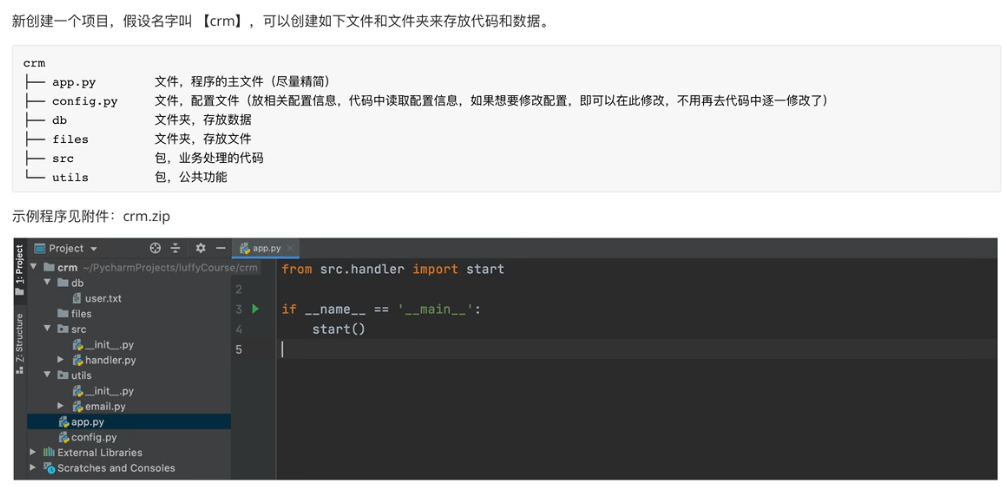 新创建一个项目，假设名字叫 【crm】，可以创建如下文件和文件夹来存放代码和数据。
crm
├── app.py 文件，程序的主文件（尽量精简）
├── config.py 文件，配置文件（放相关配置信息，代码中读取配置信息，如果想要修改配置，即可以在此修改，不用再去代码中逐一修改了）
├── db 文件夹，存放数据
├── files 文件夹，存放文件
├── src 包，业务处理的代码
└── utils 包，公共功能
示例程序见附件：crm.zip
1: Project
Project
app.py
crm ~/PycharmProjects/luffyCourse/crm
db
user.txt
files
src
__init__.py
handler.py
utils
__init__.py
email.py
app.py
config.py
External Libraries
Scratches and Consoles
7: Structure
from src.handler import start
2
3 if __name__ == '__main__':
4 start()
5